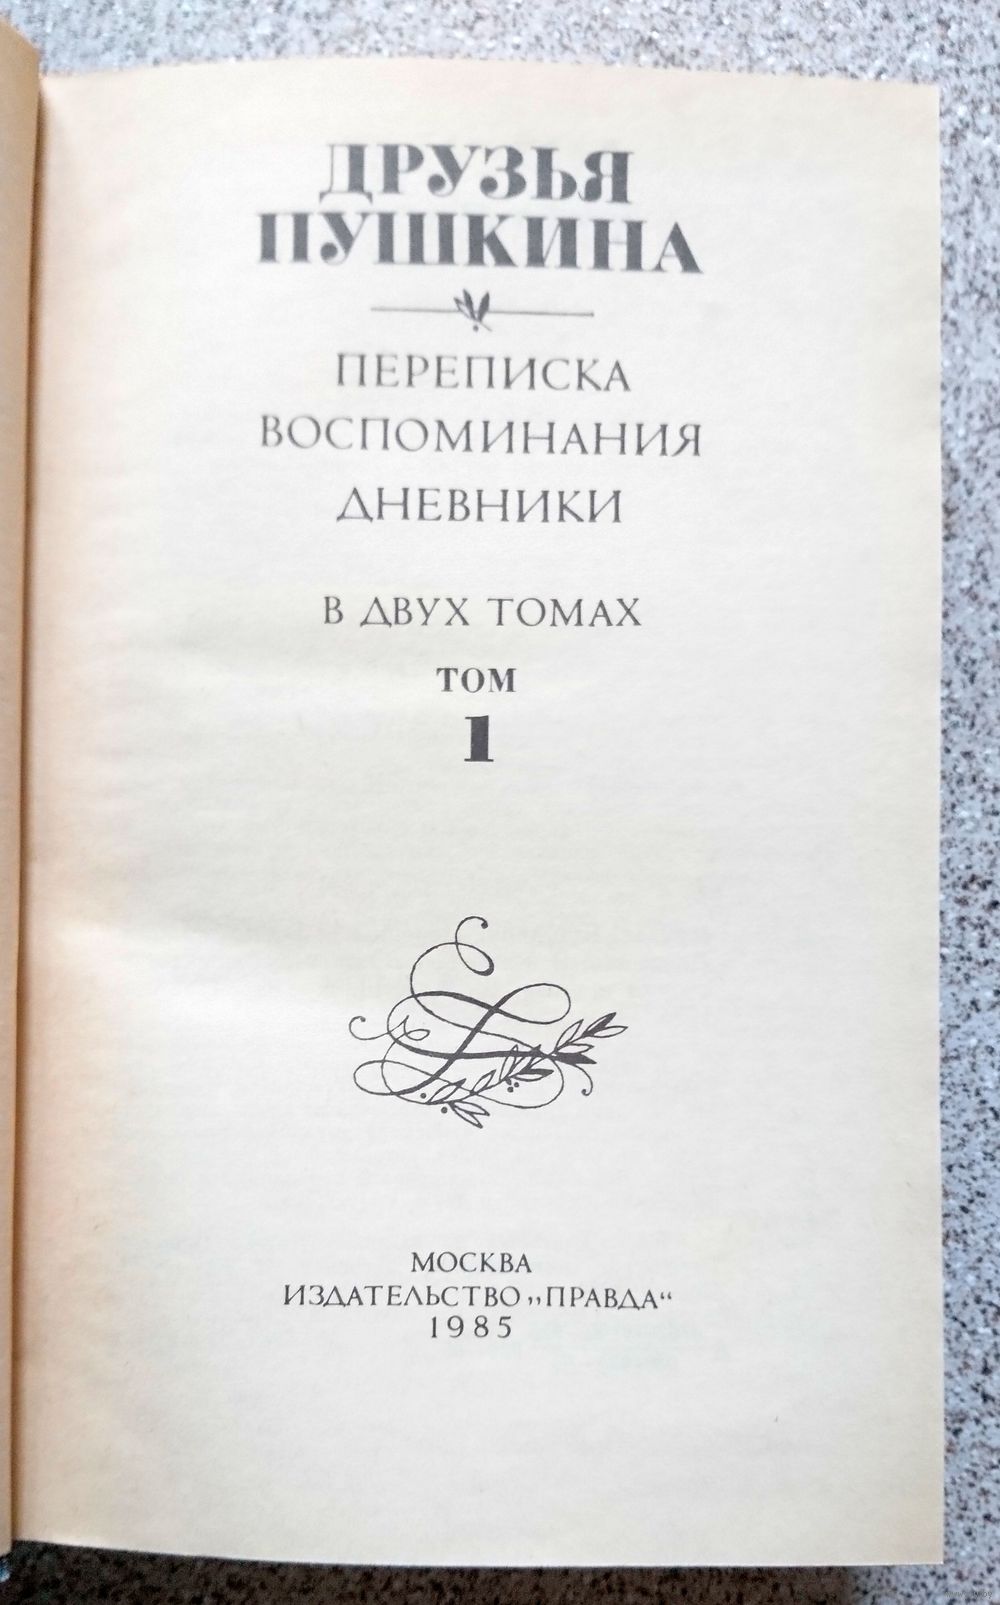 ДРУЗЬЯ
ПУШКИНА
ПЕРЕПИСКА
ВОСПОМИНАНИЯ
ДНЕВНИКИ
В ДВУХ ТОМАХ
ТОМ
1
МОСКВА
ИЗДАТЕЛЬСТВО „ПРАВДА“
1985